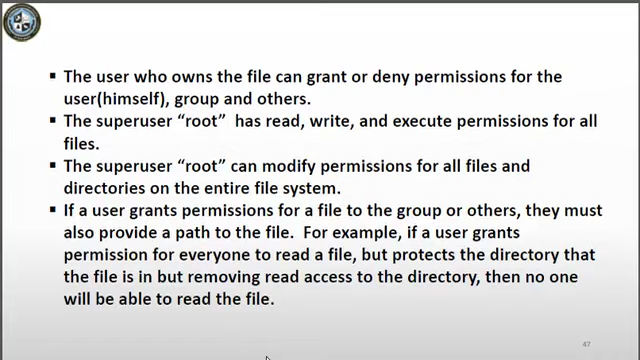 ▪ The user who owns the file can grant or deny permissions for the
user(himself), group and others.
▪ The superuser “root” has read, write, and execute permissions for all
files.
▪ The superuser “root” can modify permissions for all files and
directories on the entire file system.
▪ If a user grants permissions for a file to the group or others, they must
also provide a path to the file. For example, if a user grants
permission for everyone to read a file, but protects the directory that
the file is in but removing read access to the directory, then no one
will be able to read the file.
47